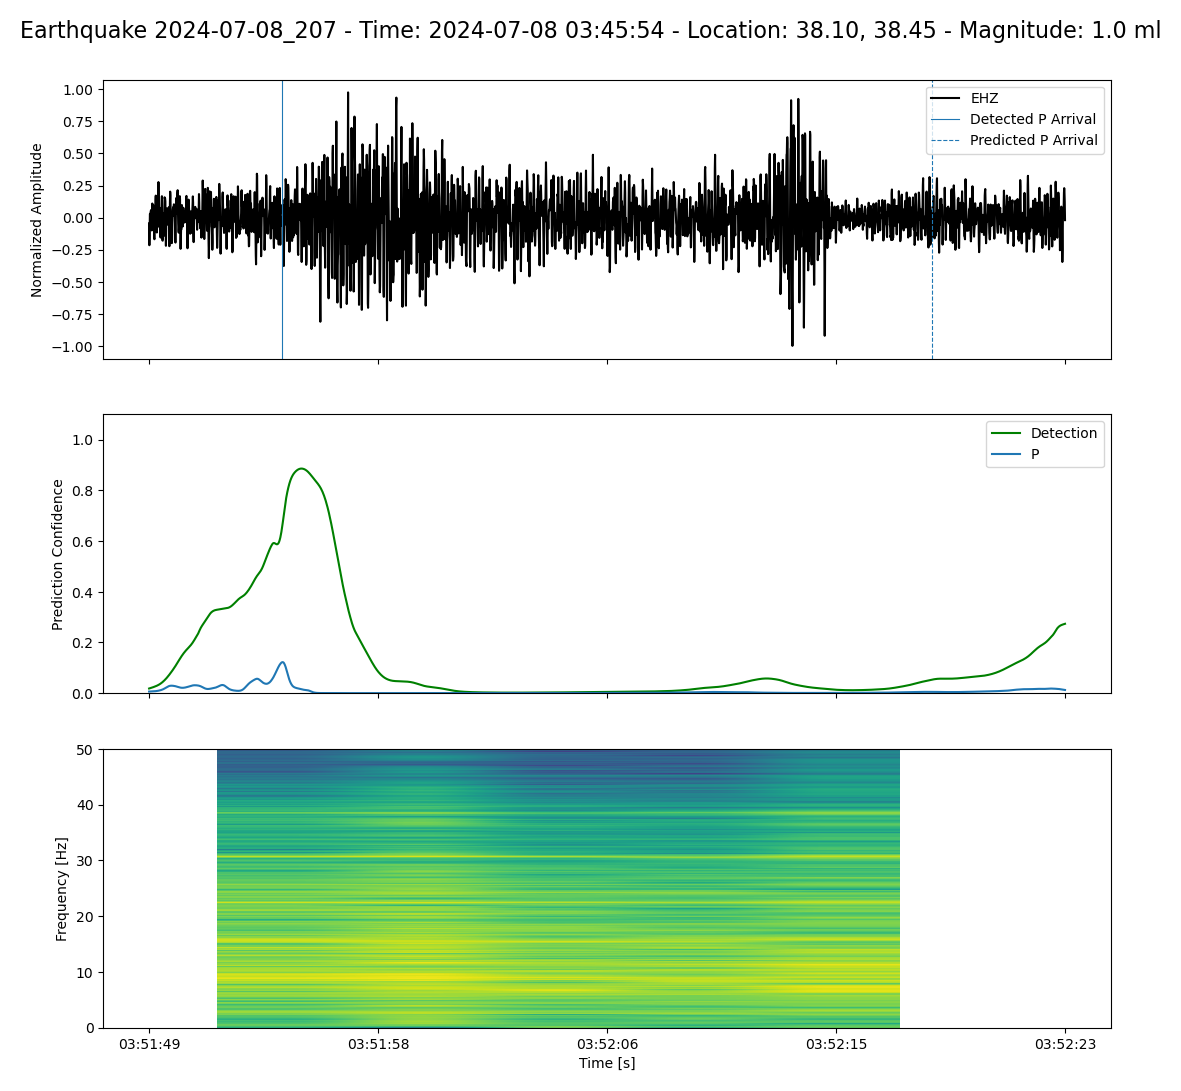 Earthquake 2024-07-08_207 - Time: 2024-07-08 03:45:54 - Location: 38.10, 38.45 - Magnitude: 1.0 ml
1.00
0.75
0.50
0.25
0.00
−0.25
−0.50
−0.75
−1.00
Normalized Amplitude
EHZ
Detected P Arrival
Predicted P Arrival
1.0
0.8
0.6
0.4
0.2
0.0
Prediction Confidence
Detection
P
50
40
30
20
10
0
Frequency [Hz]
03:51:49 03:51:58 03:52:06 03:52:15 03:52:23
Time [s]